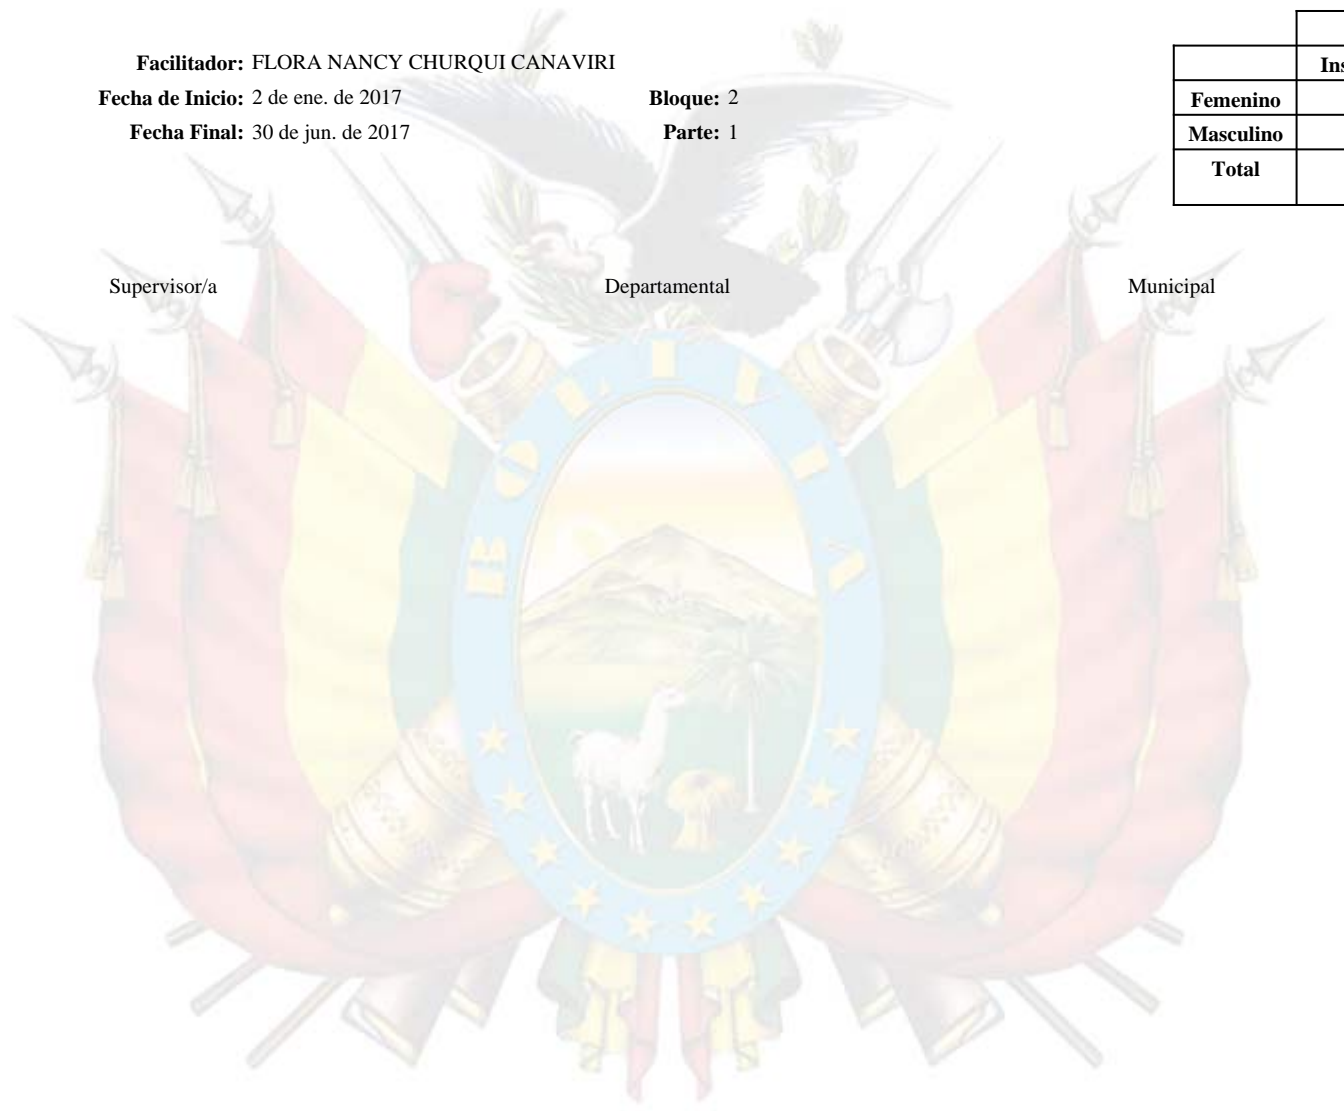 Facilitador: FLORA NANCY CHURQUI CANAVIRI
Fecha de Inicio: 2 de ene. de 2017 Bloque: 2
Fecha Final: 30 de jun. de 2017 Parte: 1
Femenino
Masculino
Total
Supervisor/a Departamental Municipal
BOLIVIA